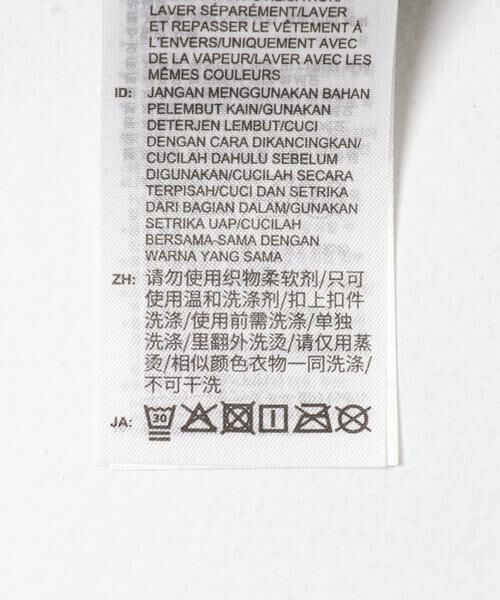 LAVER SÉPARÉMENT/LAVER
ET REPASSER LE VÊTEMENT À
L'ENVERS/UNIQUEMENT AVEC
DE LA VAPEUR/LAVER AVEC LES
MÊMES COULEURS
ID: JANGAN MENGGUNAKAN BAHAN
PELEMBUT KAIN/GUNAKAN
DETERJEN LEMBUT/CUCI
DENGAN CARA DIKANCINGKAN/
CUCILAH DAHULU SEBELUM
DIGUNAKAN/CUCILAH SECARA
TERPISAH/CUCI DAN SETRIKA
DARI BAGIAN DALAM/GUNAKAN
SETRIKA UAP/CUCILAH
BERSAMA-SAMA DENGAN
WARNA YANG SAMA
ZH: 请勿使用织物柔软剂/只可
使用温和洗涤剂/扣上扣件
洗涤/使用前需洗涤/单独
洗涤/里翻外洗烫/请仅用蒸
烫/相似颜色衣物一同洗涤/
不可干洗
JA: 30